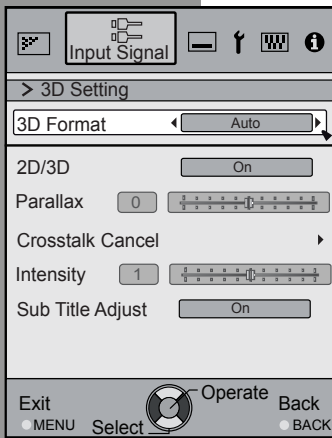 Input Signal
> 3D Setting
3D Format Auto
2D/3D On
Parallax 0
Crosstalk Cancel
Intensity 1
Sub Title Adjust On
Exit Operate Back
MENU Select BACK